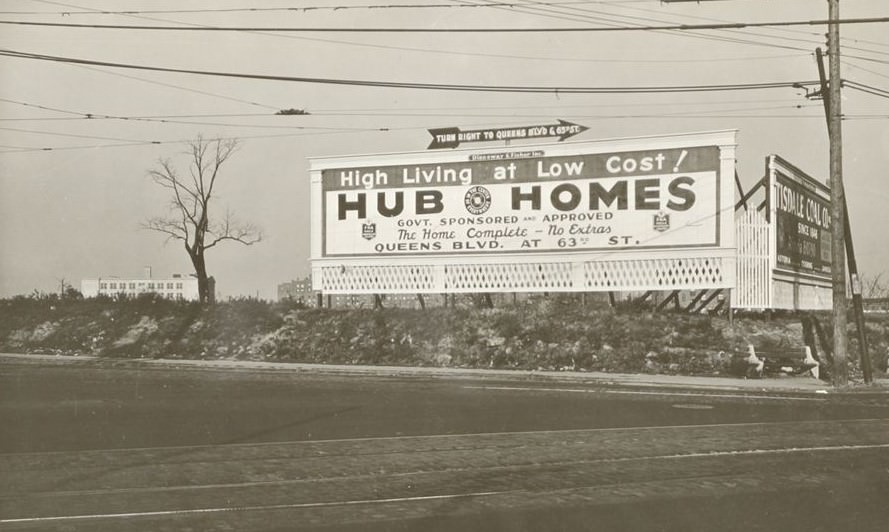 TURN RIGHT TO QUEENS BLVD & 63RD ST.
High Living at Low Cost!
HUB HOMES
GOVT. SPONSORED AND APPROVED
The Home Complete - No Extras
QUEENS BLVD. AT 63RD ST.
TISDALE COAL CO.
SINCE